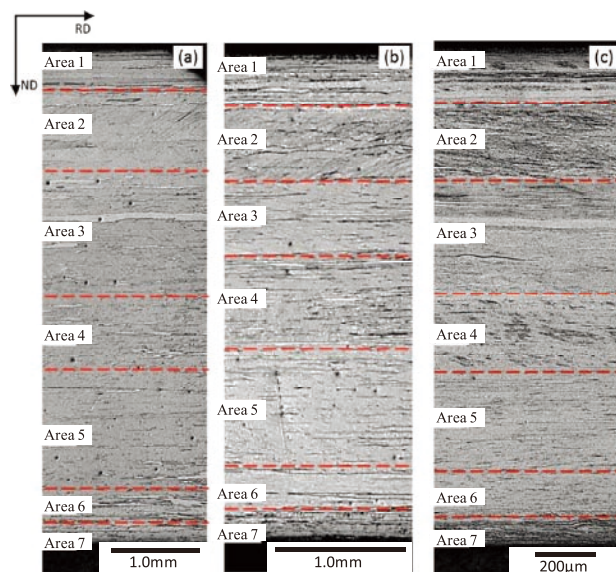 RD
ND
(a)
Area 1
Area 2
Area 3
Area 4
Area 5
Area 6
Area 7
1.0mm
(b)
Area 1
Area 2
Area 3
Area 4
Area 5
Area 6
Area 7
1.0mm
(c)
Area 1
Area 2
Area 3
Area 4
Area 5
Area 6
Area 7
200μm